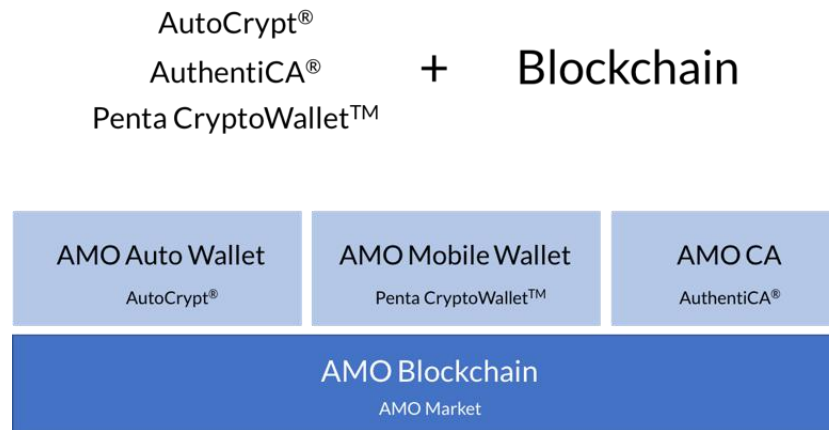 AutoCrypt®
AuthentiCA®
Penta CryptoWallet™
+
Blockchain
AMO Auto Wallet
AutoCrypt®
AMO Mobile Wallet
Penta CryptoWallet™
AMO CA
AuthentiCA®
AMO Blockchain
AMO Market